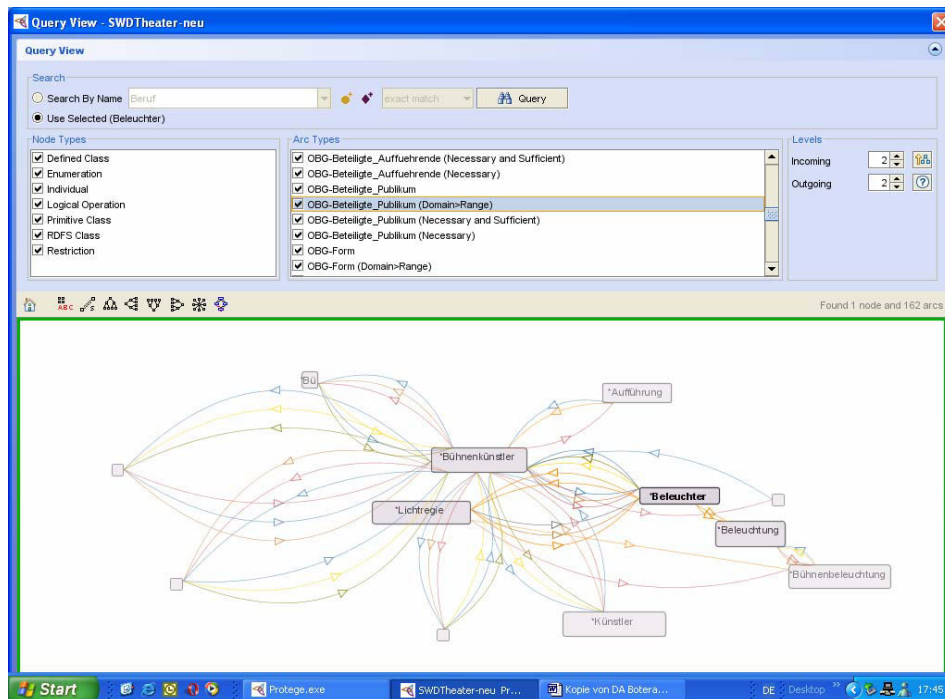 Query View - SWDTheater-neu
Query View
Search
Search By Name
Beruf
exact match
Query
Use Selected (Beleuchter)
Node Types
Defined Class
Enumeration
Individual
Logical Operation
Primitive Class
RDFS Class
Restriction
Arc Types
OBG-Beteiligte_Auffuehrende (Necessary and Sufficient)
OBG-Beteiligte_Auffuehrende (Necessary)
OBG-Beteiligte_Publikum
OBG-Beteiligte_Publikum (Domain>Range)
OBG-Beteiligte_Publikum (Necessary and Sufficient)
OBG-Beteiligte_Publikum (Necessary)
OBG-Form
OBG-Form (Domain>Range)
Levels
Incoming 2
Outgoing 2
ABC
S
Found 1 node and 162 arcs
*Bü
*Aufführung
*Bühnenkünstler
*Beleuchter
*Lichtregie
*Beleuchtung
*Bühnenbeleuchtung
*Künstler
Start
Protege.exe
SWDTheater-neu Pr...
Kopie von DA Botera...
DE
Desktop
17:45